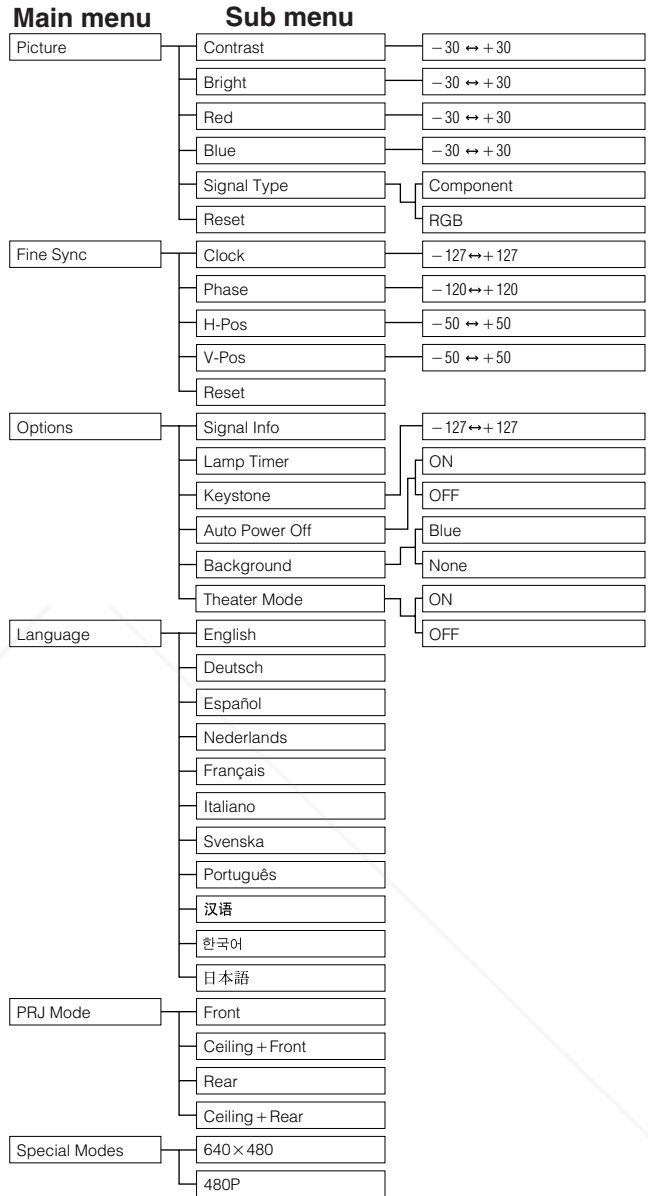 Main menu Sub menu
Picture Contrast −30 ↔ +30
Bright −30 ↔ +30
Red −30 ↔ +30
Blue −30 ↔ +30
Signal Type Component
Reset RGB
Fine Sync Clock −127↔+127
Phase −120↔+120
H-Pos −50 ↔ +50
V-Pos −50 ↔ +50
Reset
Options Signal Info −127↔+127
Lamp Timer ON
Keystone OFF
Auto Power Off Blue
Background None
Theater Mode ON
Language English OFF
Deutsch
Español
Nederlands
Français
Italiano
Svenska
Português
汉语
한국어
日本語
PRJ Mode Front
Ceiling+Front
Rear
Ceiling+Rear
Special Modes 640×480
480P